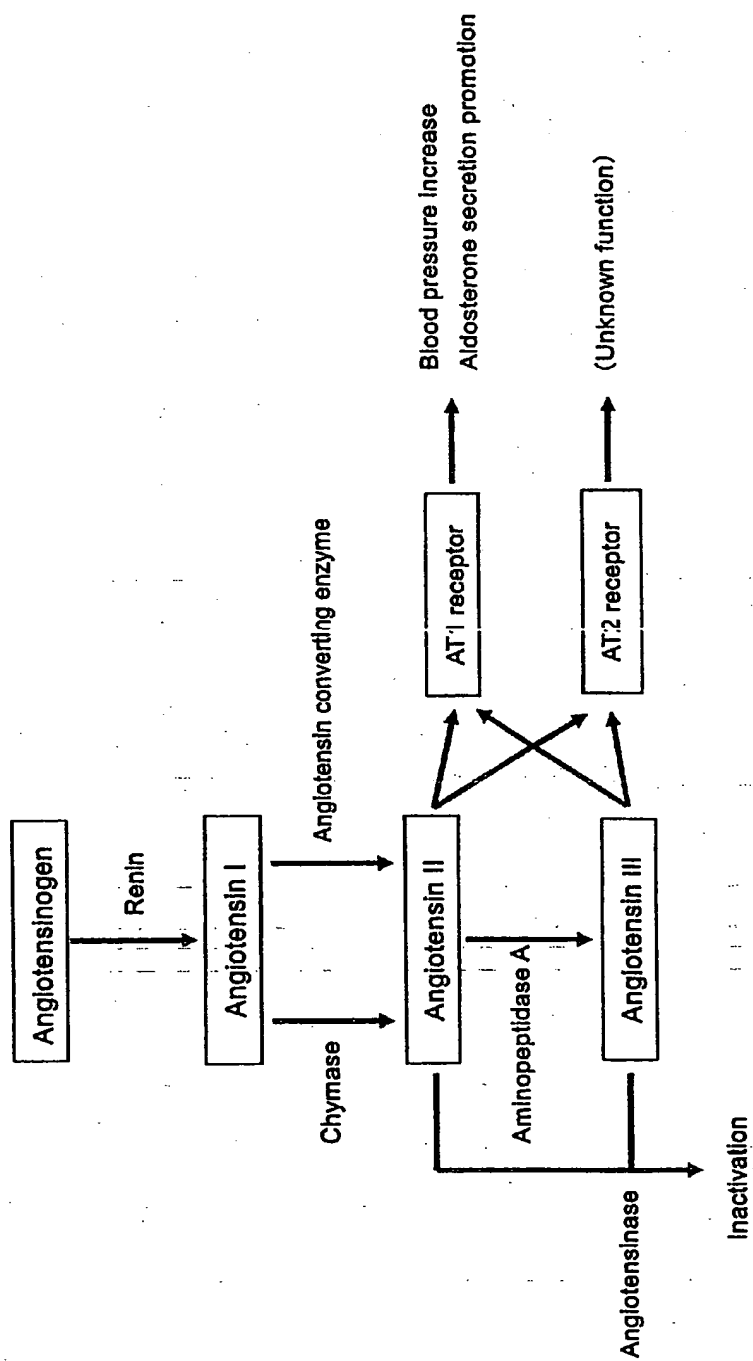 Angiotensinogen
Renin
Angiotensin I
Chymase
Angiotensin converting enzyme
Angiotensin II
AT1 receptor
Blood pressure increase
Aldosterone secretion promotion
Aminopeptidase A
Angiotensin III
AT2 receptor
(Unknown function)
Angiotensinase
Inactivation